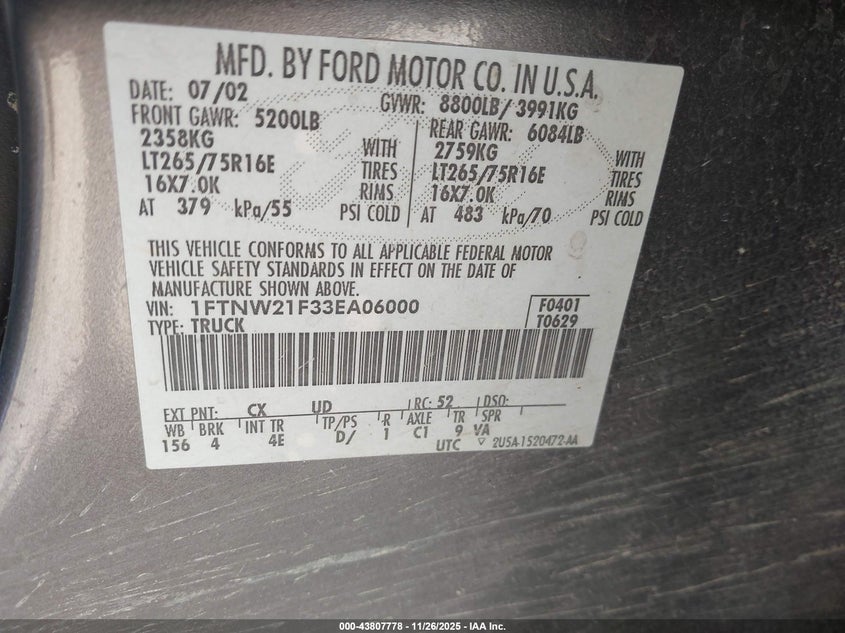 MFD. BY FORD MOTOR CO. IN U.S.A.
DATE: 07/02 GVWR: 8800LB/ 3991KG
FRONT GAWR: 5200LB REAR GAWR: 6084LB
2358KG WITH 2759KG WITH
LT265/75R16E TIRES LT265/75R16E TIRES
16X7.0K RIMS 16X7.0K RIMS
AT 379 kPa/55 PSI COLD AT 483 kPa/70 PSI COLD
THIS VEHICLE CONFORMS TO ALL APPLICABLE FEDERAL MOTOR
VEHICLE SAFETY STANDARDS IN EFFECT ON THE DATE OF
MANUFACTURE SHOWN ABOVE.
VIN: 1FTNW21F33EA06000 F0401
TYPE: TRUCK T0629
EXT PNT: CX UD RC: 52 DSO:
WB BRK INT TR TP/PS R AXLE TR SPR
156 4 4E D/ 1 C1 9 VA
UTC ▽ 2U5A-1520472-AA
000-43807778 - 11/26/2025 - IAA Inc.